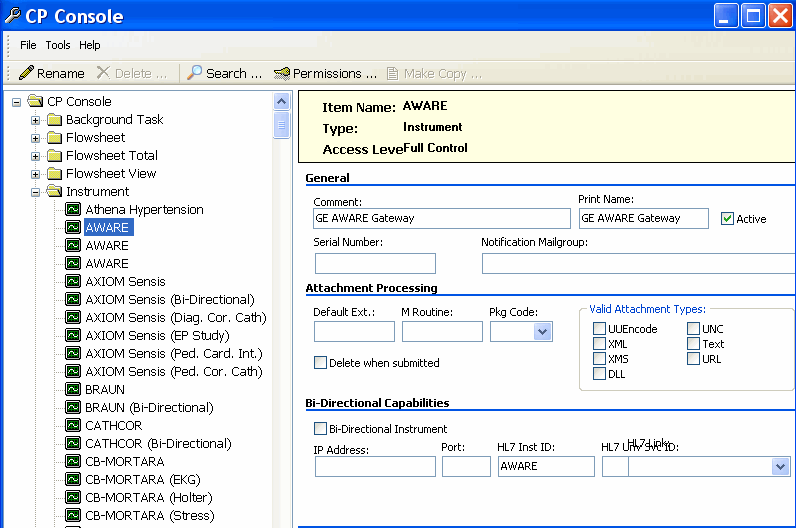 CP Console
File Tools Help
Rename Delete ... Search ... Permissions ... Make Copy ...
CP Console
Background Task
Flowsheet
Flowsheet Total
Flowsheet View
Instrument
Athena Hypertension
AWARE
AWARE
AWARE
AXIOM Sensis
AXIOM Sensis (Bi-Directional)
AXIOM Sensis (Diag. Cor. Cath)
AXIOM Sensis (EP Study)
AXIOM Sensis (Ped. Card. Int.)
AXIOM Sensis (Ped. Cor. Cath)
BRAUN
BRAUN (Bi-Directional)
CATHCOR
CATHCOR (Bi-Directional)
CB-MORTARA
CB-MORTARA (EKG)
CB-MORTARA (Holter)
CB-MORTARA (Stress)
Item Name: AWARE
Type: Instrument
Access Leve Full Control
General
Comment: Print Name:
GE AWARE Gateway GE AWARE Gateway Active
Serial Number: Notification Mailgroup:
Attachment Processing
Default Ext.: M Routine: Pkg Code: Valid Attachment Types:
UUEncode UNC
XML Text
XMS URL
DLL
Delete when submitted
Bi-Directional Capabilities
Bi-Directional Instrument
IP Address: Port: HL7 Inst ID: HL7 Unv Svc ID: HL7 Link:
AWARE